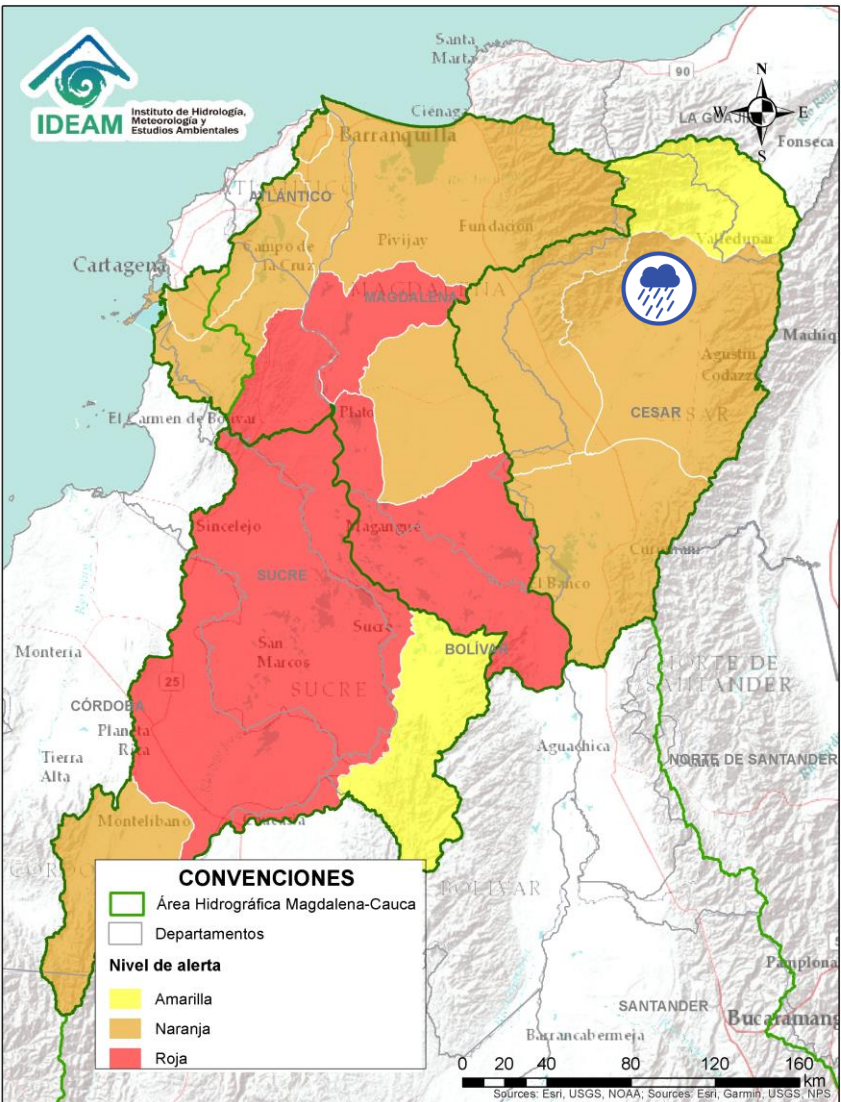 IDEAM
Instituto de Hidrología,
Meteorología y
Estudios Ambientales
Santa
Marta
90
N
W
E
S
LA GUAJIRA
Fonseca
Ciénaga
Barranquilla
ATLÁNTICO
ATLÁNTICO
Campo de
la Cruz
Pivijay
Fundación
Valledupar
Cartagena
MAGDALENA
MAGDALENA
Agustín
Codazzi
CESAR
CESAR
El Carmen de Bolívar
Plato
Sincelejo
Magangué
SUCRE
El Banco
Sucre
San
Marcos
SUCRE
BOLÍVAR
Montería
25
CÓRDOBA
Planeta
Rica
Tierra
Alta
NORTE DE
SANTANDER
Aguachica
NORTE DE SANTANDER
Montelibano
BOLÍVAR
CONVENCIONES
Área Hidrográfica Magdalena-Cauca
Departamentos
Nivel de alerta
Amarilla
Naranja
Roja
Pamplona
SANTANDER
Bucaramang
Barrancabermeja
0 20 40 80 120 160
km
Sources: Esri, USGS, NOAA; Sources: Esri, Garmin, USGS, NPS